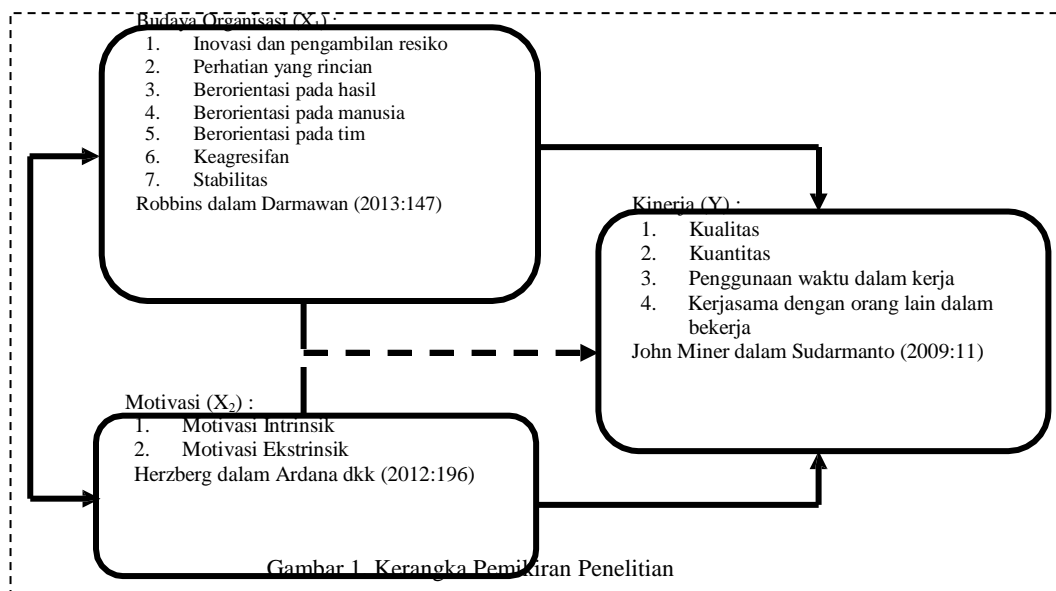 Budaya Organisasi (X1) :
1. Inovasi dan pengambilan resiko
2. Perhatian yang rincian
3. Berorientasi pada hasil
4. Berorientasi pada manusia
5. Berorientasi pada tim
6. Keagresifan
7. Stabilitas
Robbins dalam Darmawan (2013:147)
Kinerja (Y) :
1. Kualitas
2. Kuantitas
3. Penggunaan waktu dalam kerja
4. Kerjasama dengan orang lain dalam
bekerja
John Miner dalam Sudarmanto (2009:11)
Motivasi (X2) :
1. Motivasi Intrinsik
2. Motivasi Ekstrinsik
Herzberg dalam Ardana dkk (2012:196)
Gambar 1. Kerangka Pemikiran Penelitian